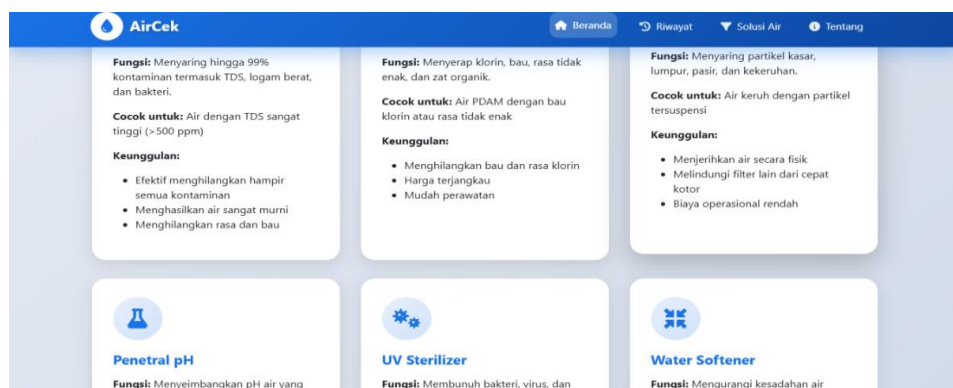 AirCek
Beranda
Riwayat
Solusi Air
Tentang
Fungsi: Menyaring hingga 99%
kontaminan termasuk TDS, logam berat,
dan bakteri.
Cocok untuk: Air dengan TDS sangat
tinggi (>500 ppm)
Keunggulan:
• Efektif menghilangkan hampir
semua kontaminan
• Menghasilkan air sangat murni
• Menghilangkan rasa dan bau
Fungsi: Menyerap klorin, bau, rasa tidak
enak, dan zat organik.
Cocok untuk: Air PDAM dengan bau
klorin atau rasa tidak enak
Keunggulan:
• Menghilangkan bau dan rasa klorin
• Harga terjangkau
• Mudah perawatan
Fungsi: Menyaring partikel kasar,
lumpur, pasir, dan kekeruhan.
Cocok untuk: Air keruh dengan partikel
tersuspensi
Keunggulan:
• Menjerihkan air secara fisik
• Melindungi filter lain dari cepat
kotor
• Biaya operasional rendah
Penetral pH
Fungsi: Menyeimbangkan pH air yang
UV Sterilizer
Fungsi: Membunuh bakteri, virus, dan
Water Softener
Fungsi: Mengurangi kesadahan air